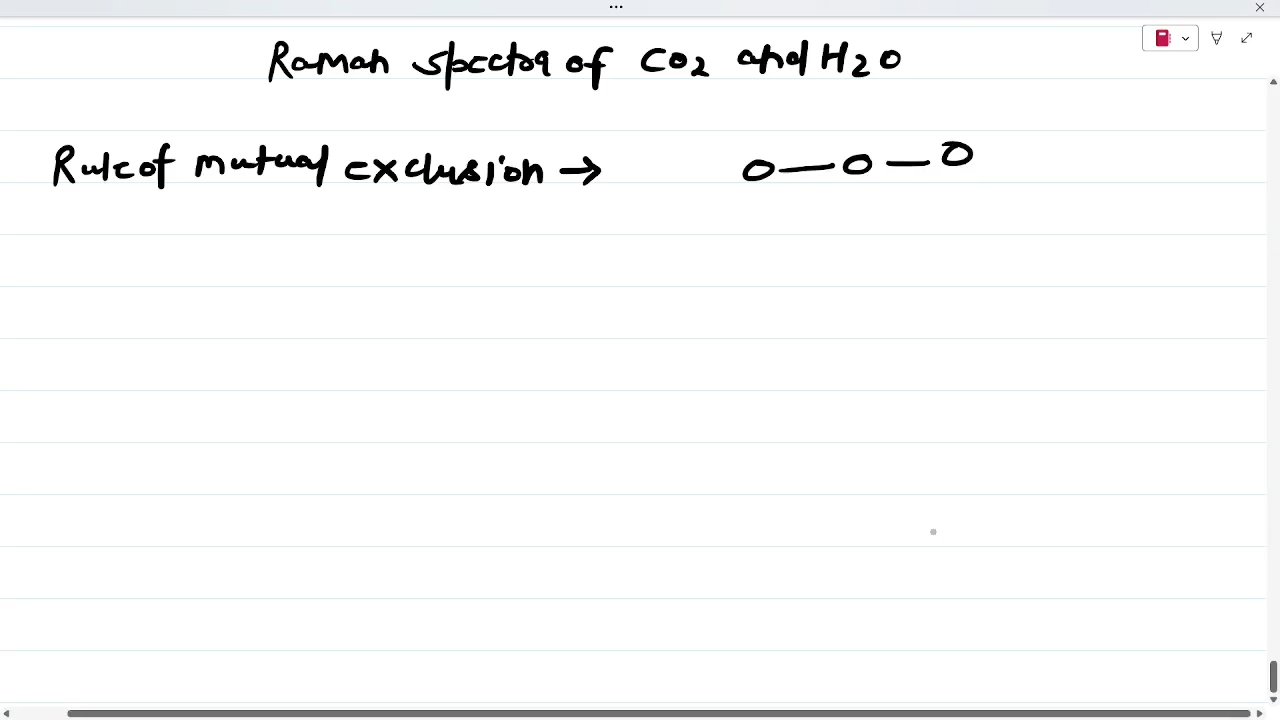 Raman spectra of CO2 and H2O
Rule of mutual exclusion → O — O — O